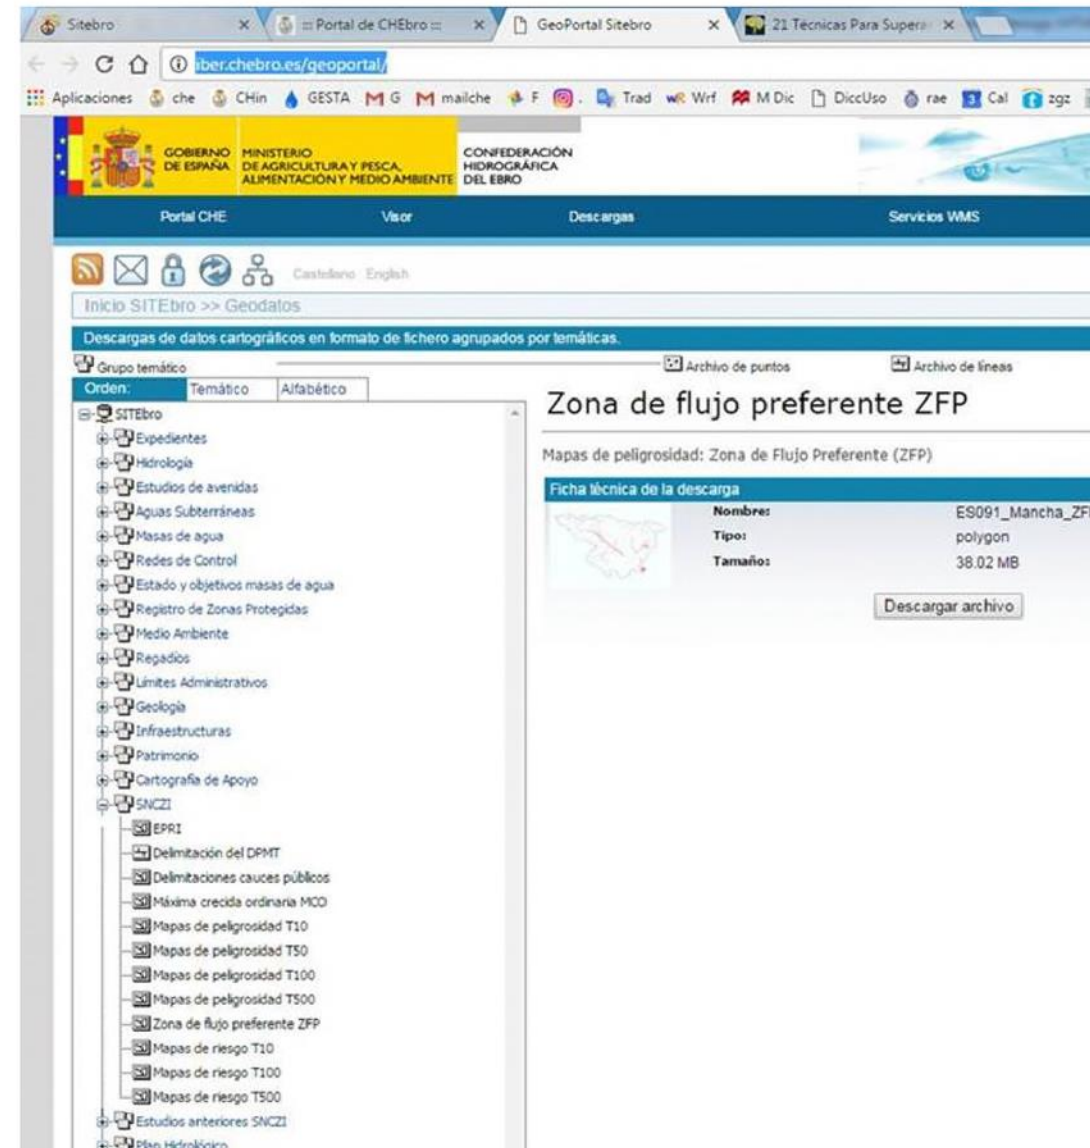 Sitebro
::: Portal de CHEbro :::
GeoPortal Sitebro
21 Técnicas Para Supera
iber.chebro.es/geoportal/
Aplicaciones che CHin GESTA G mailche F . Trad Wrf M Dic DiccUso rae Cal zgz
GOBIERNO DE ESPAÑA
MINISTERIO DE AGRICULTURA Y PESCA, ALIMENTACIÓN Y MEDIO AMBIENTE
CONFEDERACIÓN HIDROGRÁFICA DEL EBRO
Portal CHE Visor Descargas Servicios WMS
Castellano English
Inicio SITEbro >> Geodatos
Descargas de datos cartográficos en formato de fichero agrupados por temáticas.
Grupo temático Archivo de puntos Archivo de líneas
Orden: Temático Alfabético
SITEbro
Expedientes
Hidrología
Estudios de avenidas
Aguas Subterráneas
Masas de agua
Redes de Control
Estado y objetivos masas de agua
Registro de Zonas Protegidas
Medio Ambiente
Regadíos
Límites Administrativos
Geología
Infraestructuras
Patrimonio
Cartografía de Apoyo
SNCZI
EPRI
Delimitación del DPMT
Delimitaciones cauces públicos
Máxima crecida ordinaria MCO
Mapas de peligrosidad T10
Mapas de peligrosidad T50
Mapas de peligrosidad T100
Mapas de peligrosidad T500
Zona de flujo preferente ZFP
Mapas de riesgo T10
Mapas de riesgo T100
Mapas de riesgo T500
Estudios anteriores SNCZI
Plan Hidrológico
Zona de flujo preferente ZFP
Mapas de peligrosidad: Zona de Flujo Preferente (ZFP)
Ficha técnica de la descarga
Nombre: ES091_Mancha_ZF
Tipo: polygon
Tamaño: 38.02 MB
Descargar archivo